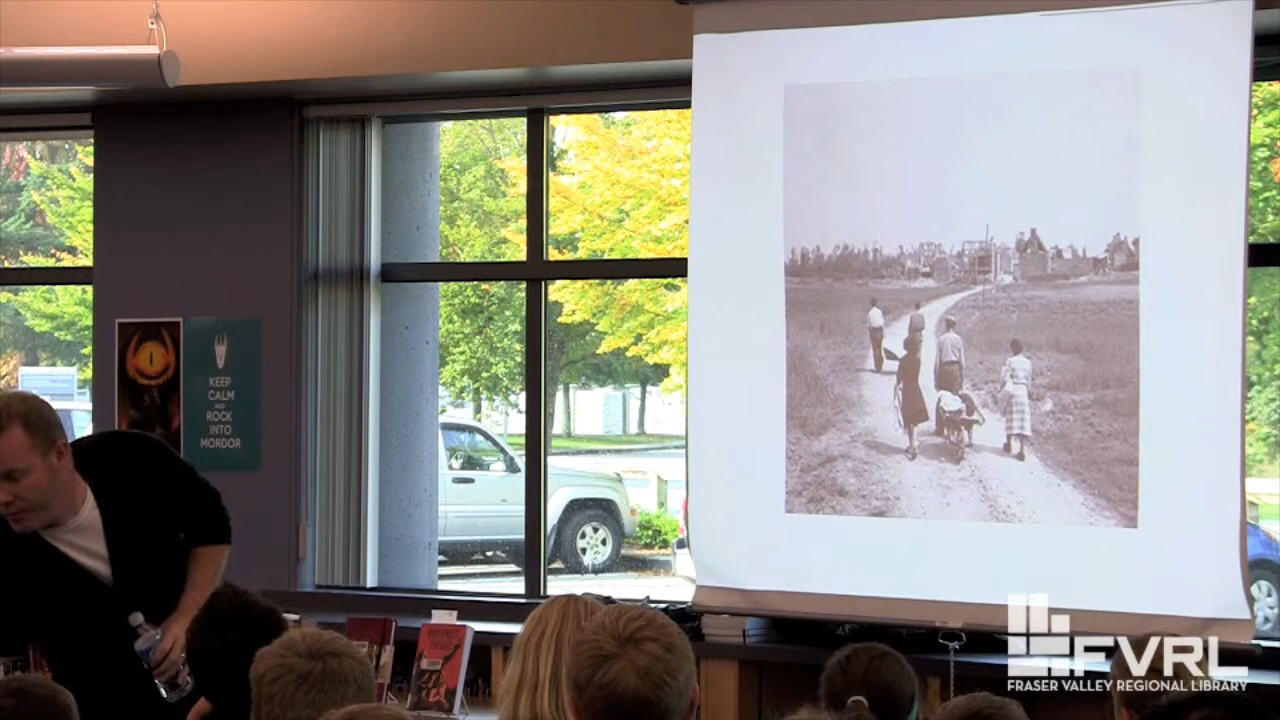 KEEP
CALM
AND
ROCK
INTO
MORDOR
FVRL
FRASER VALLEY REGIONAL LIBRARY